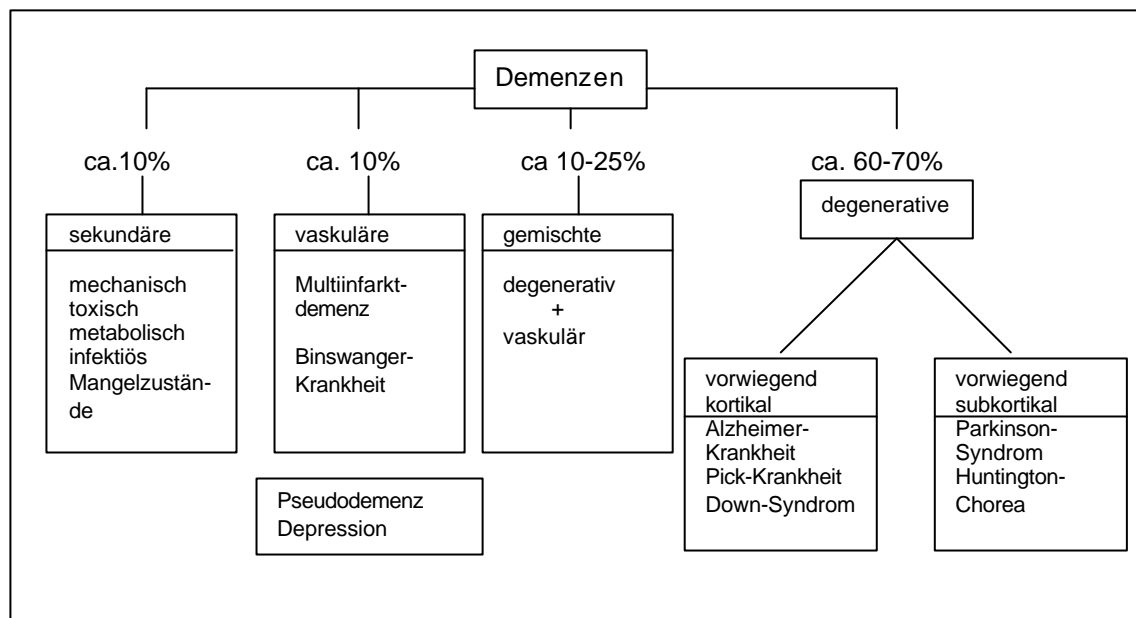 Demenzen
ca.10%
ca. 10%
ca 10-25%
ca. 60-70%
sekundäre
mechanisch
toxisch
metabolisch
infektiös
Mangelzustän-
de
vaskuläre
Multiinfarkt-
demenz
Binswanger-
Krankheit
gemischte
degenerativ
+
vaskulär
degenerative
vorwiegend
kortikal
Alzheimer-
Krankheit
Pick-Krankheit
Down-Syndrom
vorwiegend
subkortikal
Parkinson-
Syndrom
Huntington-
Chorea
Pseudodemenz
Depression